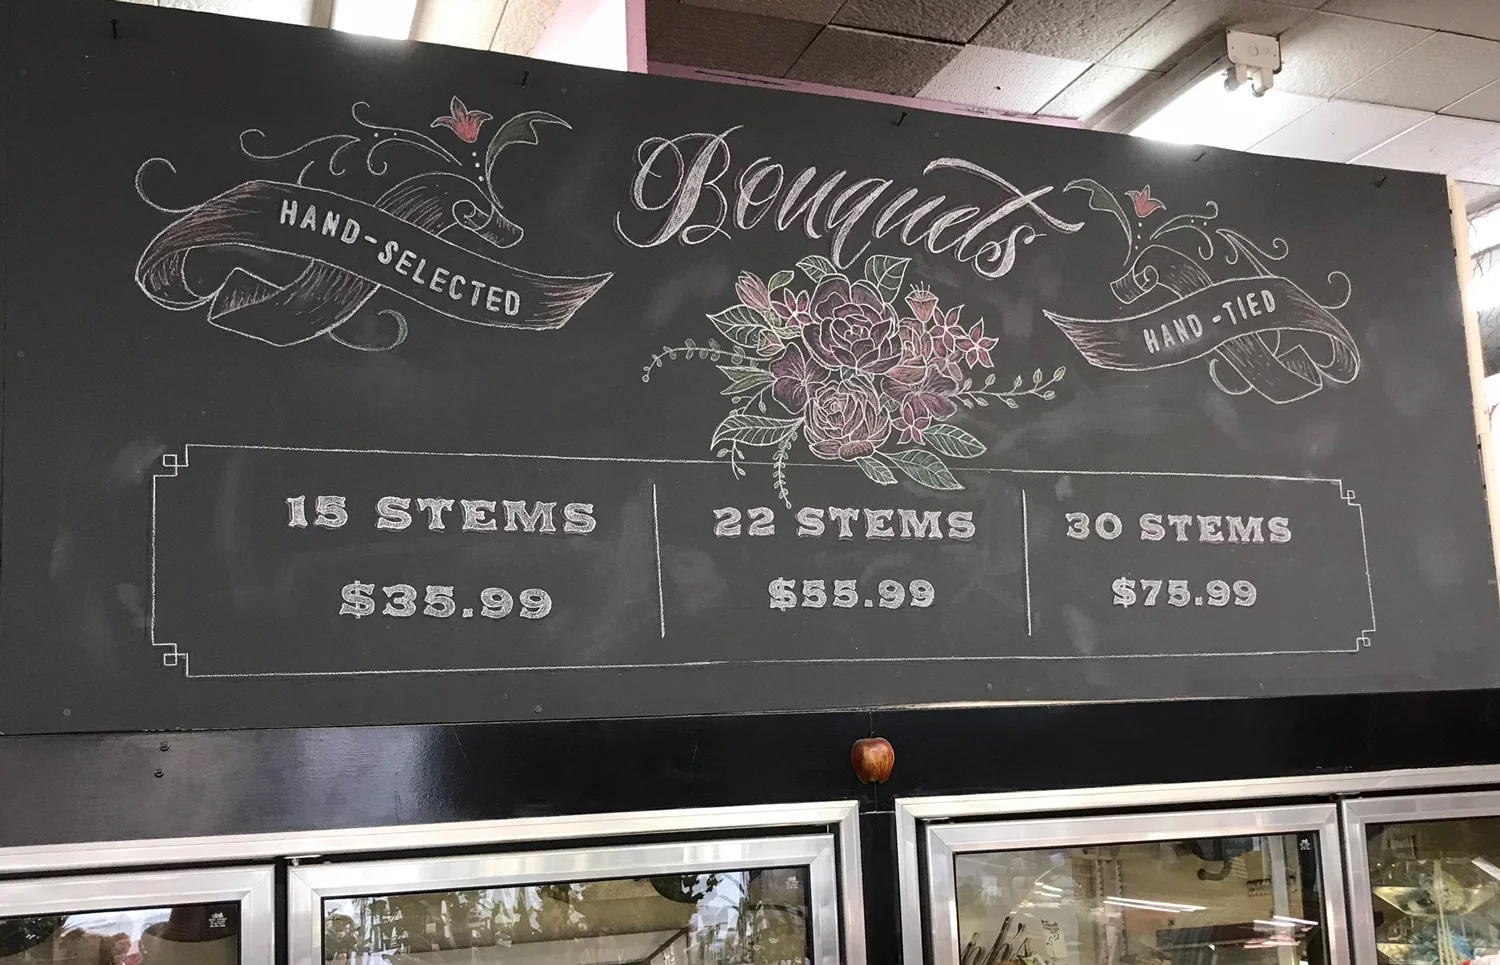 Bouquets
HAND-SELECTED
HAND-TIED
15 STEMS
$35.99
22 STEMS
$55.99
30 STEMS
$75.99